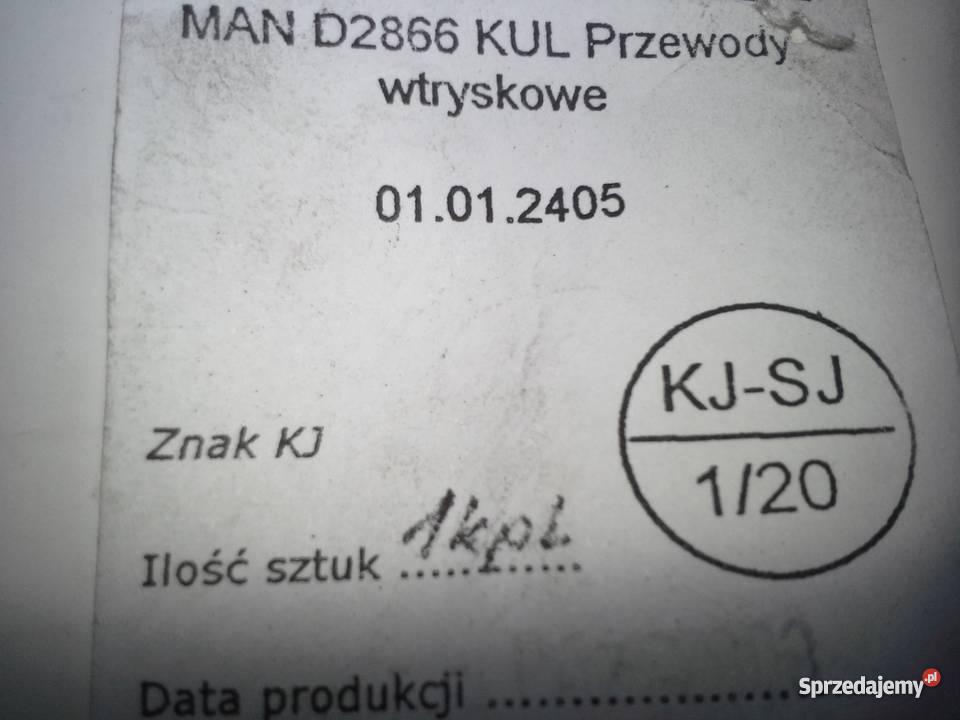 MAN D2866 KUL Przewody
wtryskowe
01.01.2405
KJ-SJ
1/20
Znak KJ
Ilość sztuk 1kpl.
Data produkcji
Sprzedajemy.pl